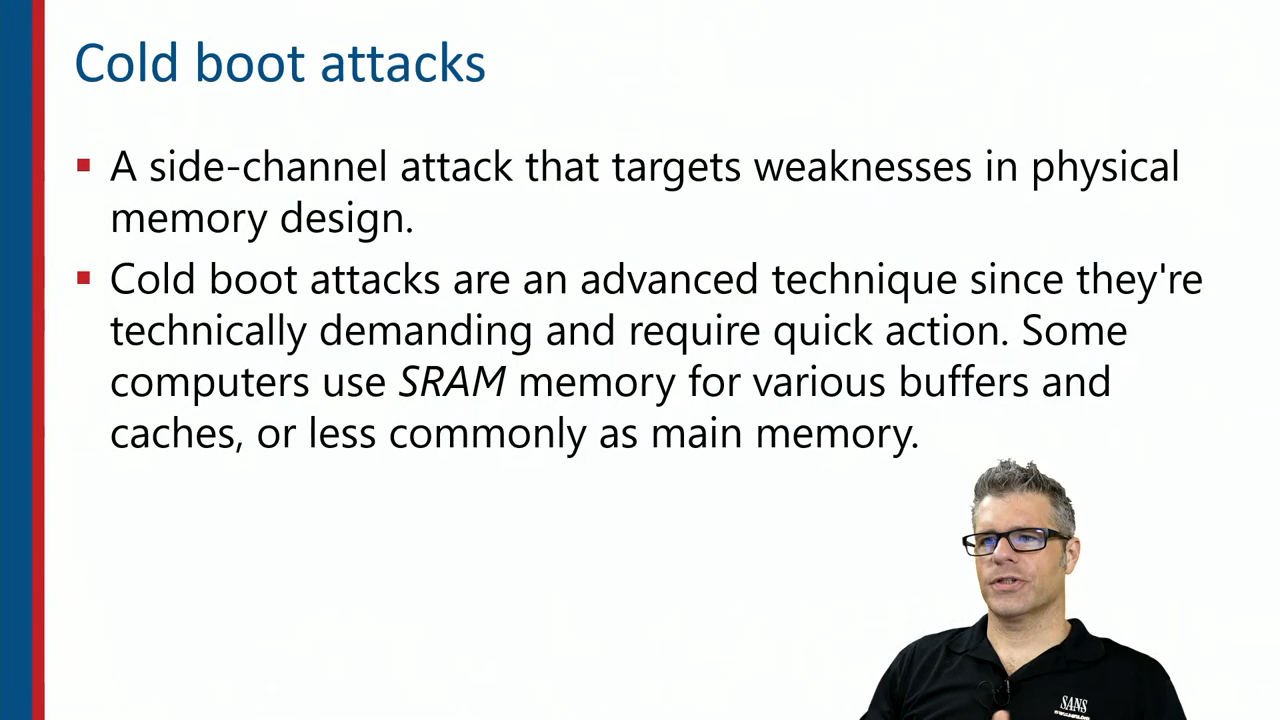 Cold boot attacks
▪ A side-channel attack that targets weaknesses in physical
memory design.
▪ Cold boot attacks are an advanced technique since they're
technically demanding and require quick action. Some
computers use SRAM memory for various buffers and
caches, or less commonly as main memory.
SANS